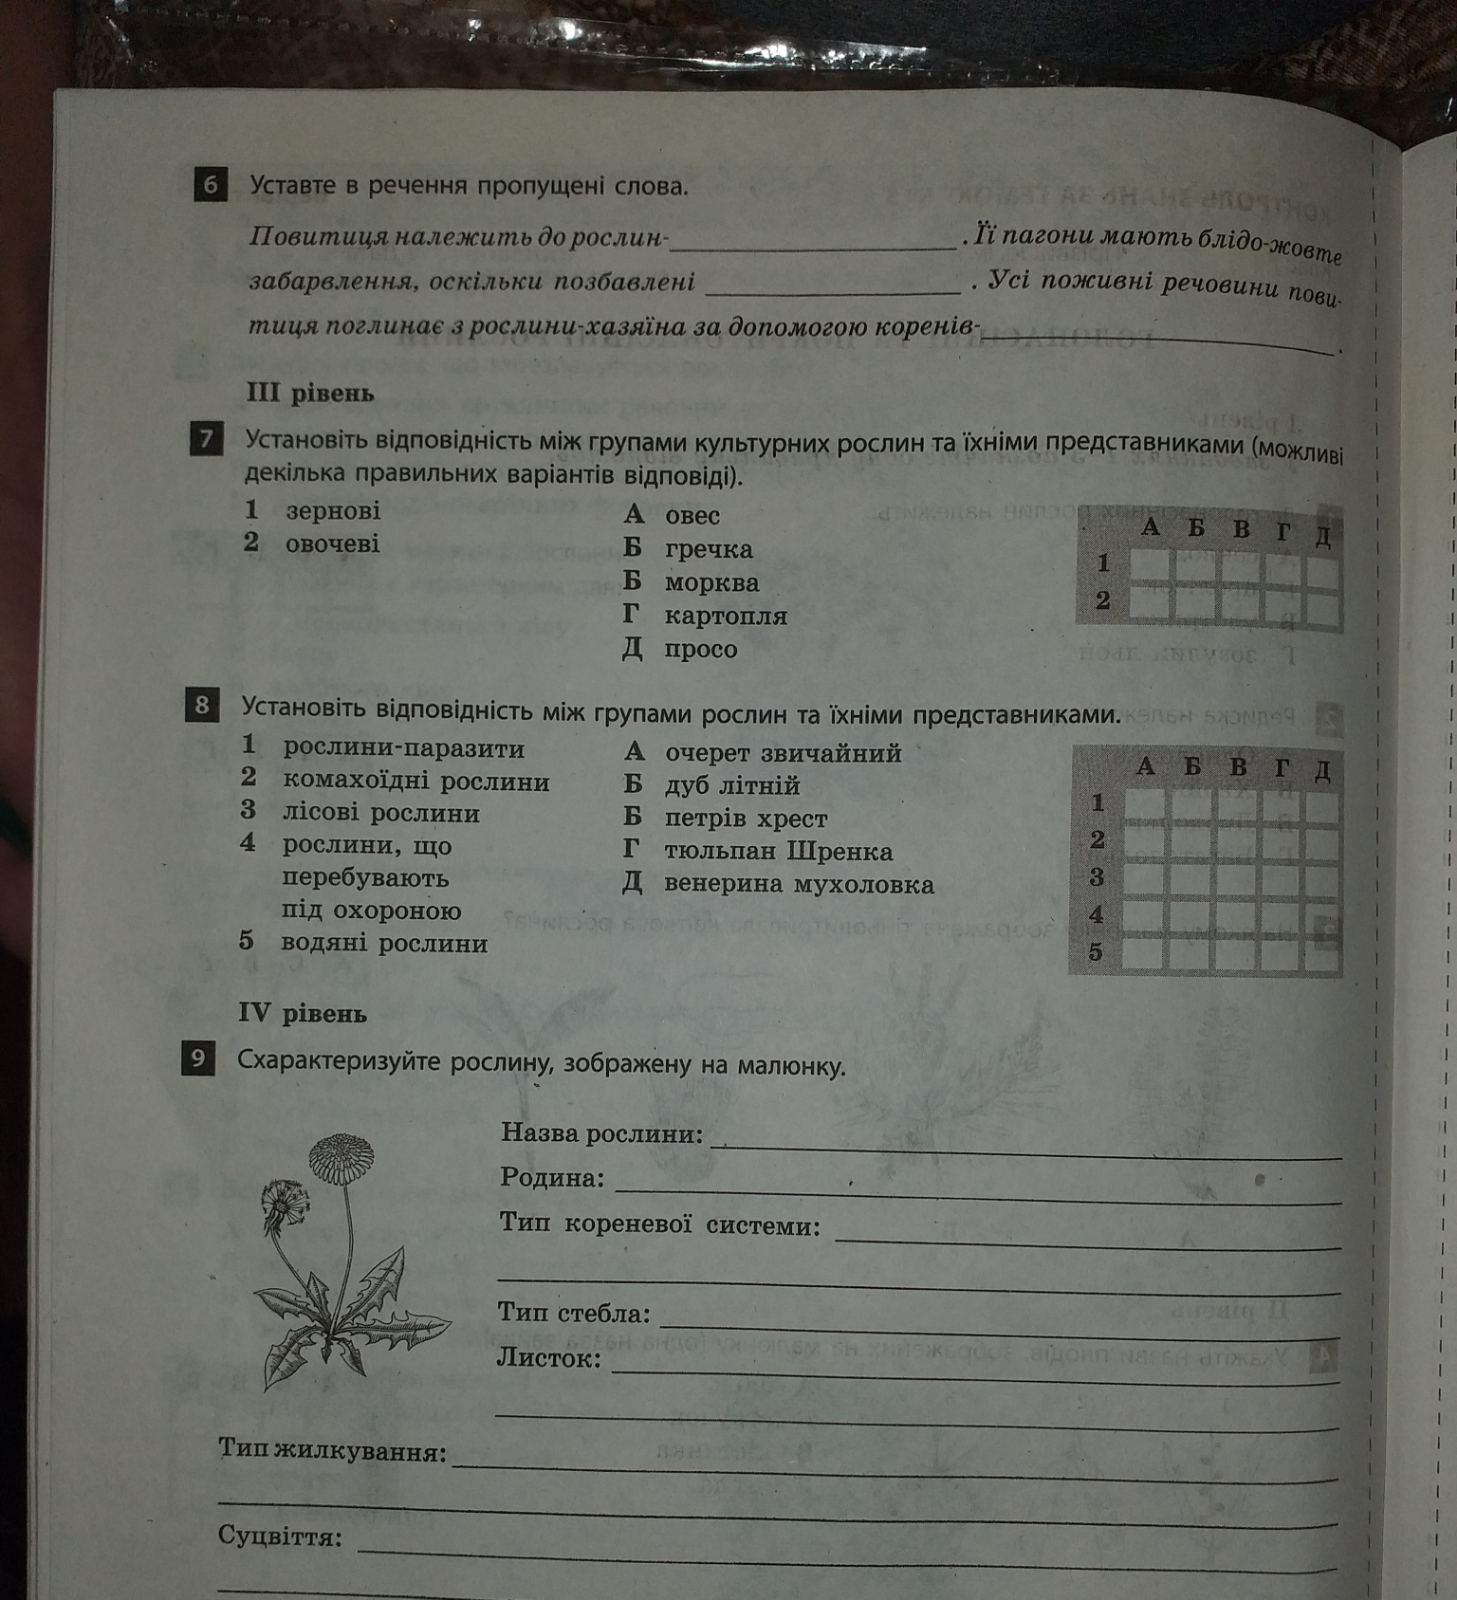 6 Уставте в речення пропущені слова.
Повитиця належить до рослин-____________. Її пагони мають блідо-жовте
забарвлення, оскільки позбавлені ____________. Усі поживні речовини пови-
тиця поглинає з рослини-хазяїна за допомогою коренів-____________.
III рівень
7 Установіть відповідність між групами культурних рослин та їхніми представниками (можливі
декілька правильних варіантів відповіді).
1 зернові
2 овочеві
А овес
Б гречка
Б морква
Г картопля
Д просо
А Б В Г Д
1
2
8 Установіть відповідність між групами рослин та їхніми представниками.
1 рослини-паразити
2 комахоїдні рослини
3 лісові рослини
4 рослини, що
перебувають
під охороною
5 водяні рослини
А очерет звичайний
Б дуб літній
Б петрів хрест
Г тюльпан Шренка
Д венерина мухоловка
А Б В Г Д
1
2
3
4
5
IV рівень
9 Схарактеризуйте рослину, зображену на малюнку.
Назва рослини:
Родина:
Тип кореневої системи:
Тип стебла:
Листок:
Тип жилкування:
Суцвіття: